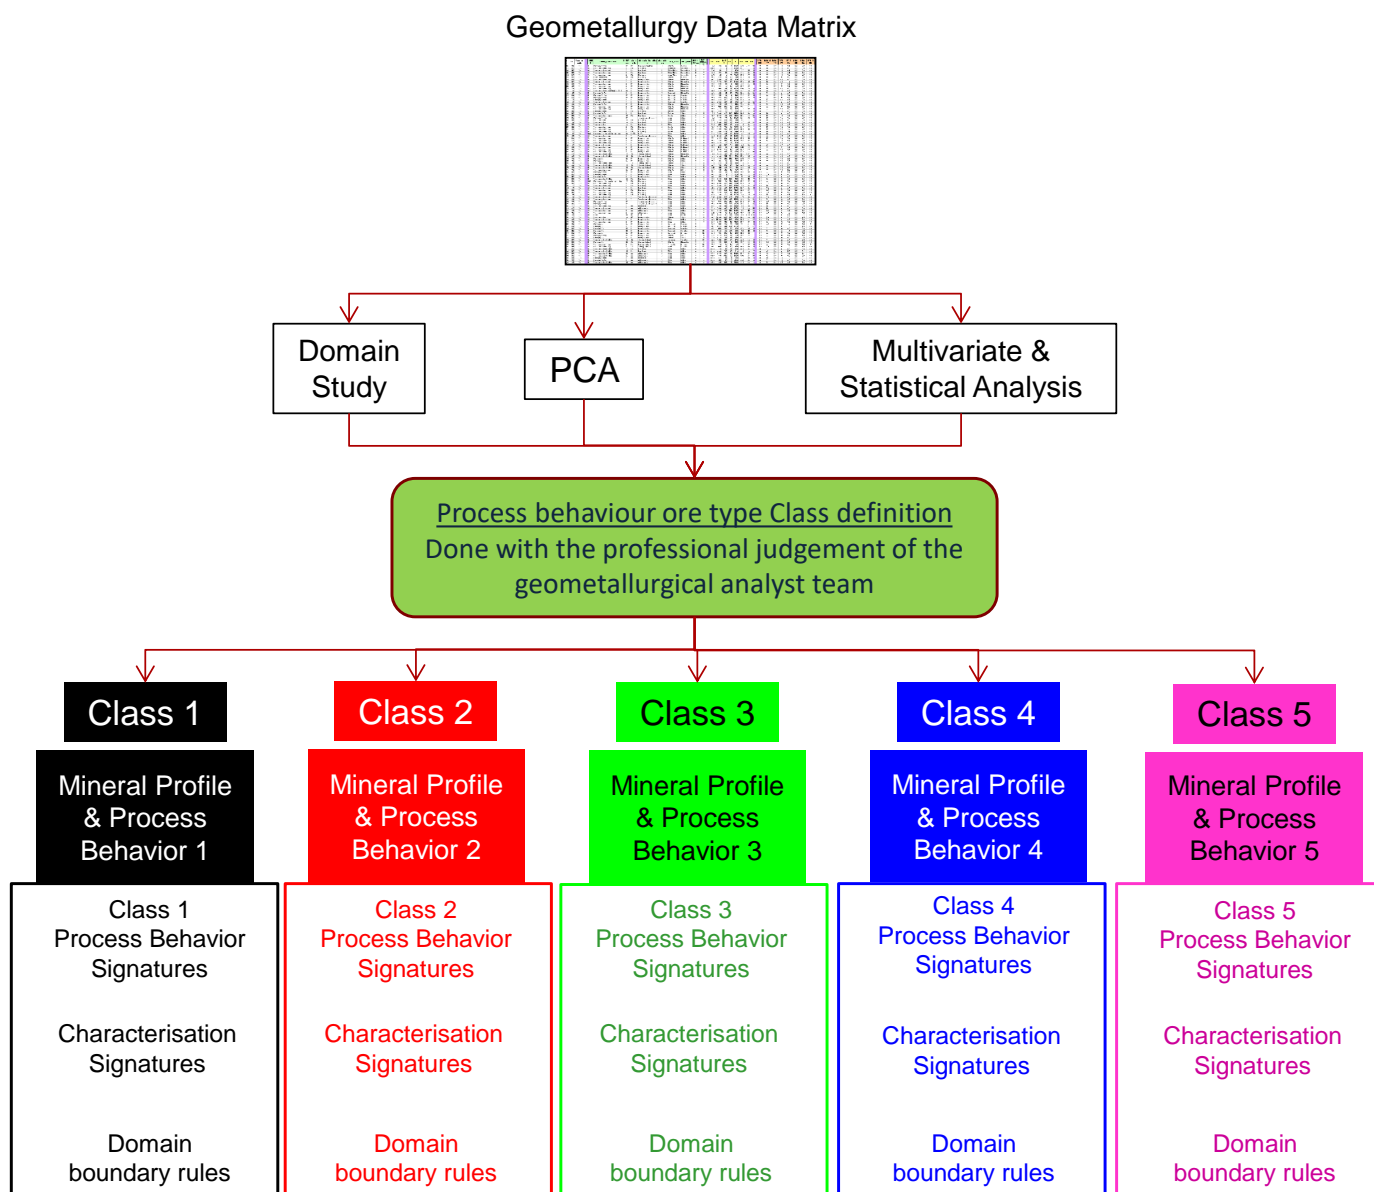 Geometallurgy Data Matrix
Domain
Study
PCA
Multivariate &
Statistical Analysis
Process behaviour ore type Class definition
Done with the professional judgement of the
geometallurgical analyst team
Class 1
Class 2
Class 3
Class 4
Class 5
Mineral Profile
& Process
Behavior 1
Mineral Profile
& Process
Behavior 2
Mineral Profile
& Process
Behavior 3
Mineral Profile
& Process
Behavior 4
Mineral Profile
& Process
Behavior 5
Class 1
Process Behavior
Signatures
Characterisation
Signatures
Domain
boundary rules
Class 2
Process Behavior
Signatures
Characterisation
Signatures
Domain
boundary rules
Class 3
Process Behavior
Signatures
Characterisation
Signatures
Domain
boundary rules
Class 4
Process Behavior
Signatures
Characterisation
Signatures
Domain
boundary rules
Class 5
Process Behavior
Signatures
Characterisation
Signatures
Domain
boundary rules